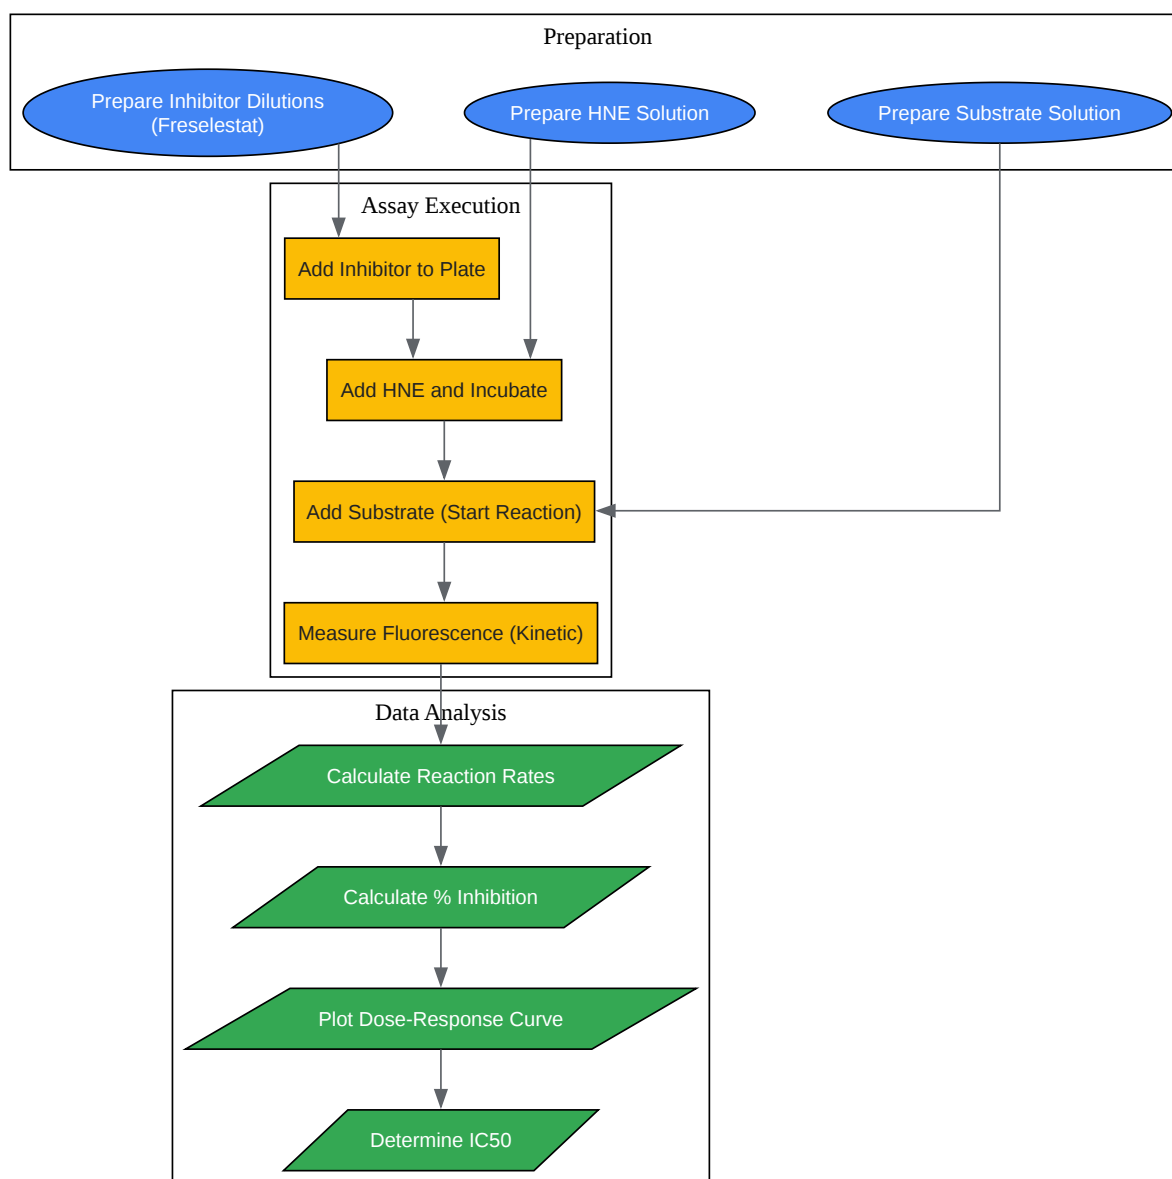 Preparation
Prepare Inhibitor Dilutions
(Freselestat)
Prepare HNE Solution
Prepare Substrate Solution
Assay Execution
Add Inhibitor to Plate
Add HNE and Incubate
Add Substrate (Start Reaction)
Measure Fluorescence (Kinetic)
Data Analysis
Calculate Reaction Rates
Calculate % Inhibition
Plot Dose-Response Curve
Determine IC50